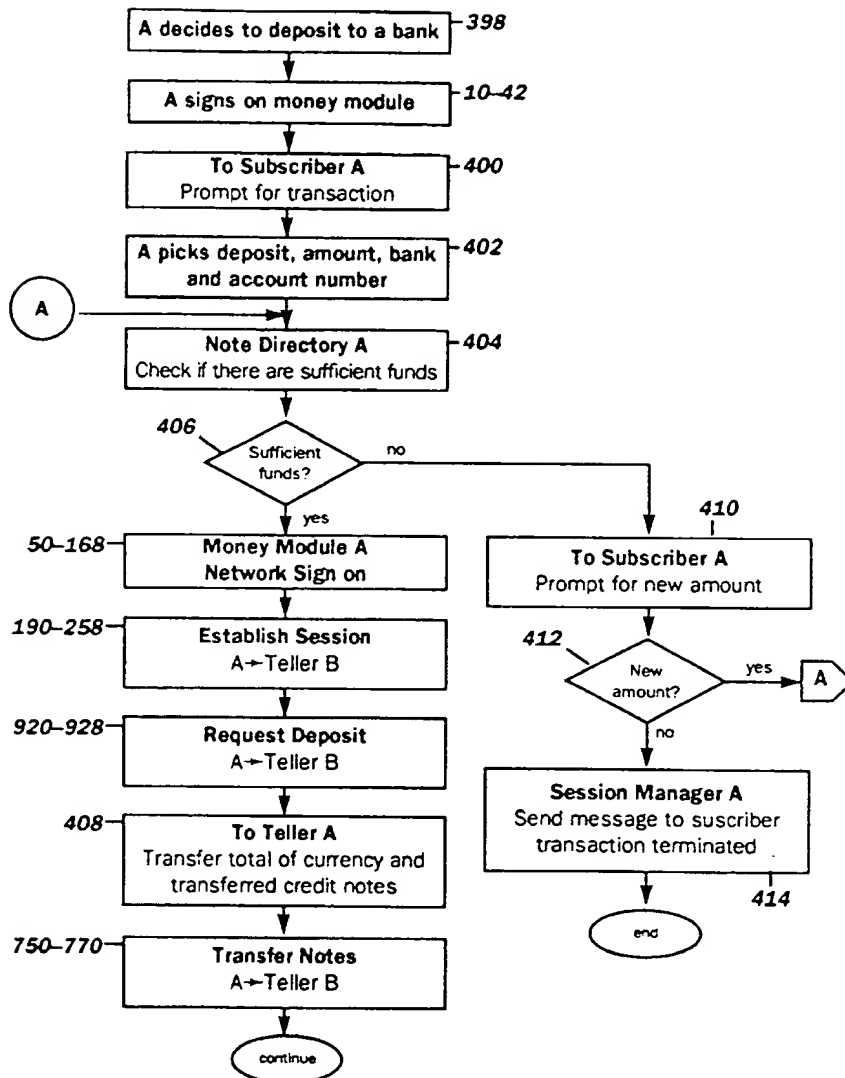 A decides to deposit to a bank
398
A signs on money module
10–42
To Subscriber A
Prompt for transaction
400
A picks deposit, amount, bank
and account number
402
A
Note Directory A
Check if there are sufficient funds
404
406
Sufficient
funds?
no
yes
50–168
Money Module A
Network Sign on
190–258
Establish Session
A→Teller B
920–928
Request Deposit
A→Teller B
408
To Teller A
Transfer total of currency and
transferred credit notes
750–770
Transfer Notes
A→Teller B
continue
410
To Subscriber A
Prompt for new amount
412
New
amount?
yes
A
no
Session Manager A
Send message to suscriber
transaction terminated
414
end